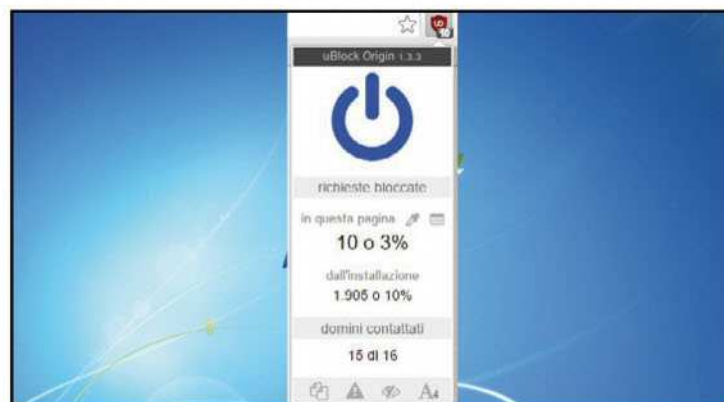 10
uBlock Origin 1.3.3
richieste bloccate
in questa pagina
10 o 3%
dall'installazione
1.905 o 10%
domini contattati
15 di 16